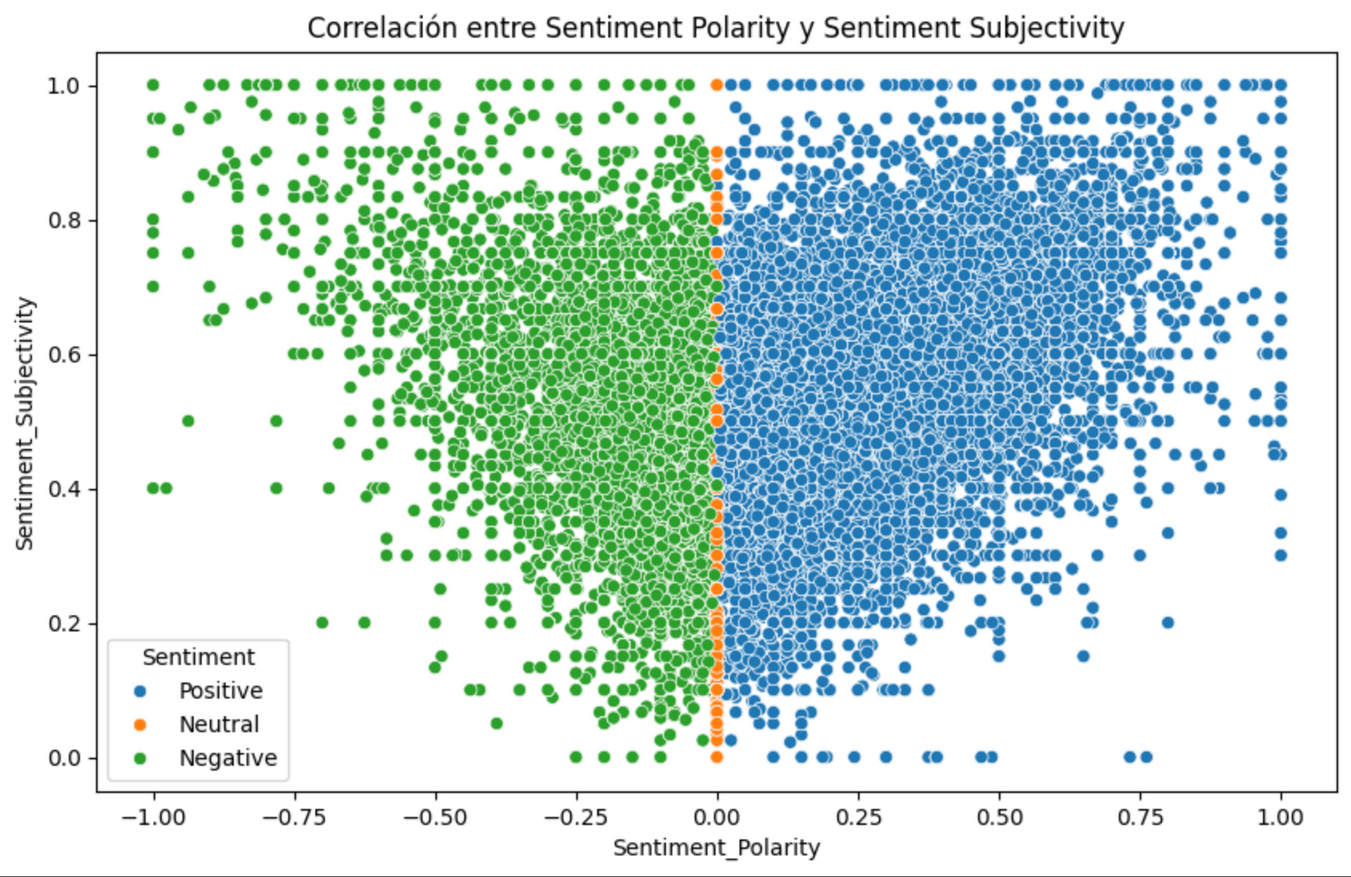 Correlación entre Sentiment Polarity y Sentiment Subjectivity
Sentiment_Subjectivity
1.0
0.8
0.6
0.4
0.2
0.0
Sentiment
Positive
Neutral
Negative
−1.00 −0.75 −0.50 −0.25 0.00 0.25 0.50 0.75 1.00
Sentiment_Polarity